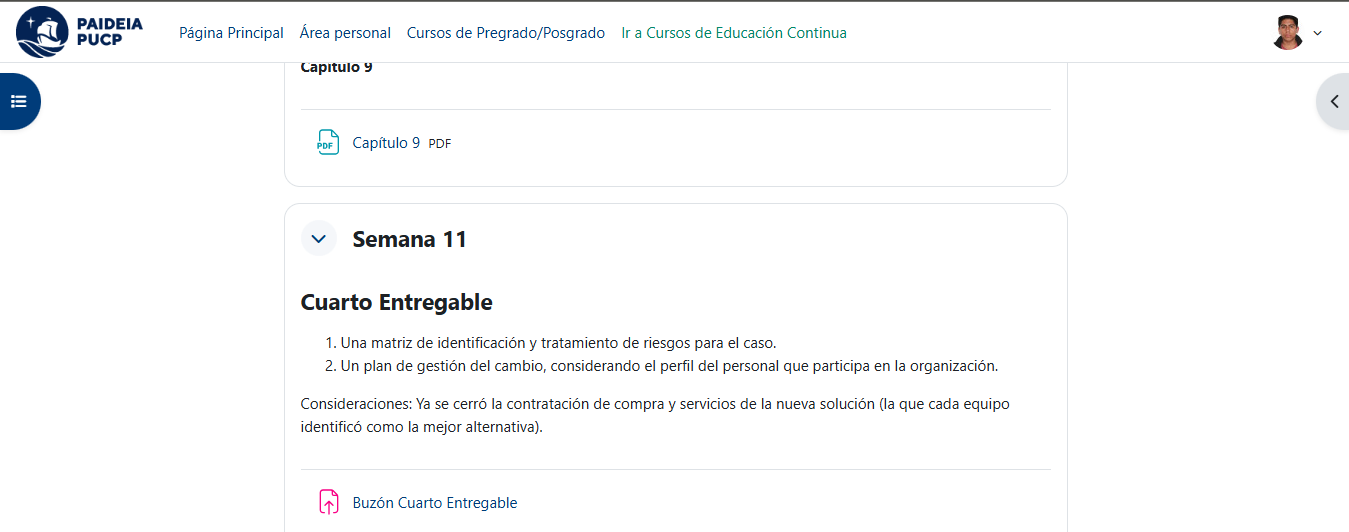 PAIDEIA
PUCP
Página Principal Área personal Cursos de Pregrado/Posgrado Ir a Cursos de Educación Continua
Capítulo 9
PDF Capítulo 9 PDF
Semana 11
Cuarto Entregable
1. Una matriz de identificación y tratamiento de riesgos para el caso.
2. Un plan de gestión del cambio, considerando el perfil del personal que participa en la organización.
Consideraciones: Ya se cerró la contratación de compra y servicios de la nueva solución (la que cada equipo
identificó como la mejor alternativa).
Buzón Cuarto Entregable